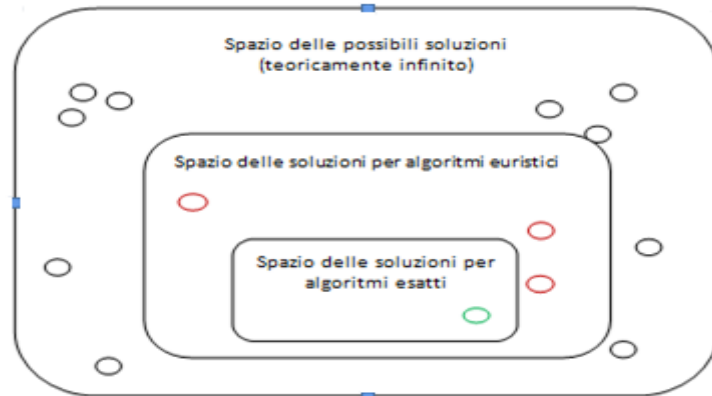 Spazio delle possibili soluzioni
(teoricamente infinito)
Spazio delle soluzioni per algoritmi euristici
Spazio delle soluzioni per
algoritmi esatti